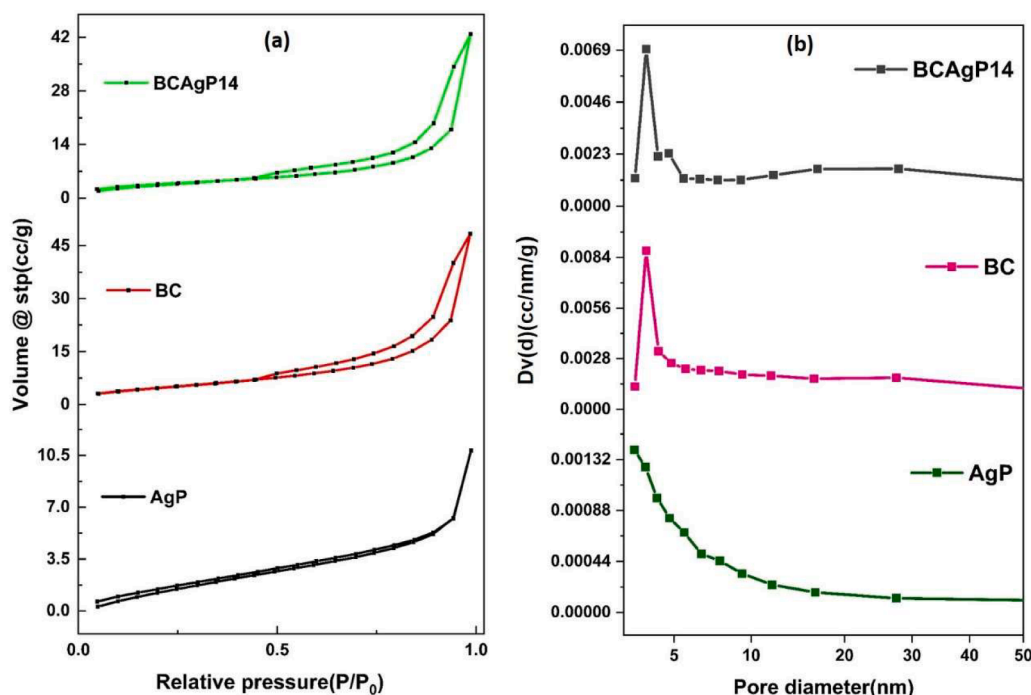 (a)
42
BCAgP14
28
14
0
45
BC
30
15
0
10.5
AgP
7.0
3.5
0.0
0.0
0.5
1.0
Volume @ stp(cc/g)
Relative pressure(P/P0)
(b)
0.0069
BCAgP14
0.0046
0.0023
0.0000
0.0084
BC
0.0056
0.0028
0.0000
0.00132
AgP
0.00088
0.00044
0.00000
5
10
20
30
40
50
Dv(d)(cc/nm/g)
Pore diameter(nm)